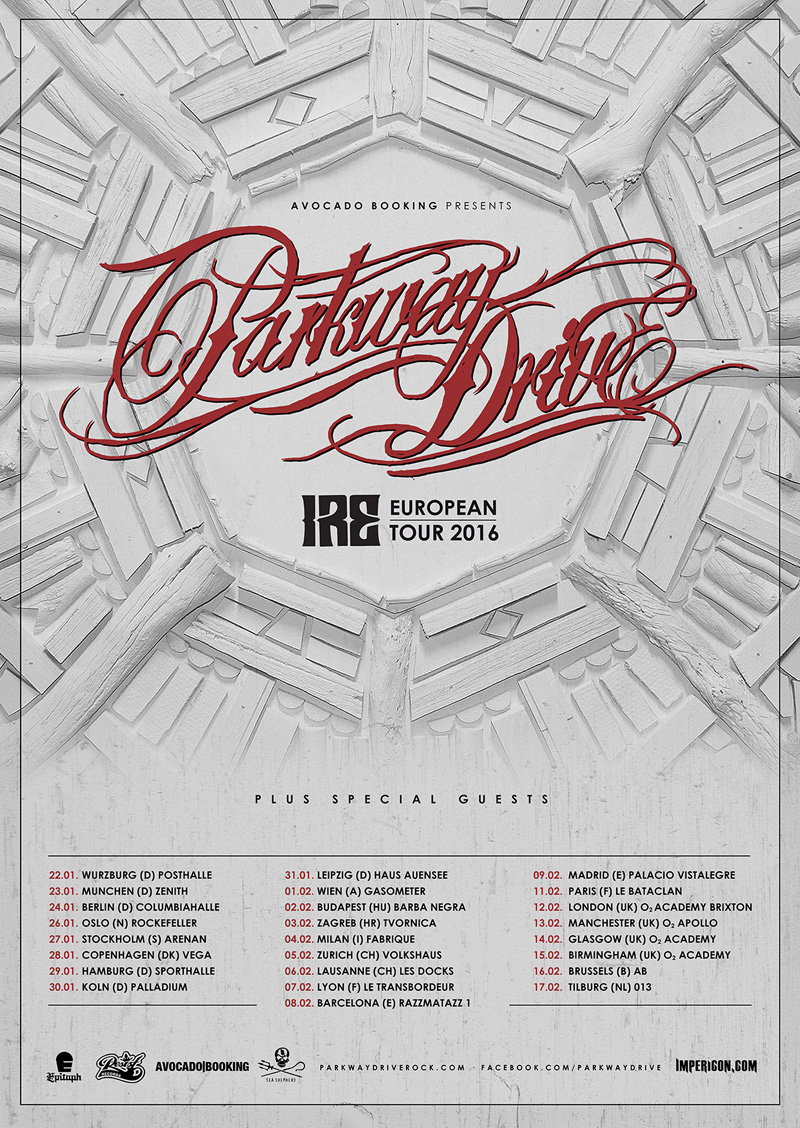 AVOCADO BOOKING PRESENTS
Parkway
Drive
IRE EUROPEAN
TOUR 2016
PLUS SPECIAL GUESTS
22.01. WURZBURG (D) POSTHALLE
23.01. MUNCHEN (D) ZENITH
24.01. BERLIN (D) COLUMBIAHALLE
26.01. OSLO (N) ROCKEFELLER
27.01. STOCKHOLM (S) ARENAN
28.01. COPENHAGEN (DK) VEGA
29.01. HAMBURG (D) SPORTHALLE
30.01. KOLN (D) PALLADIUM
31.01. LEIPZIG (D) HAUS AUENSEE
01.02. WIEN (A) GASOMETER
02.02. BUDAPEST (HU) BARBA NEGRA
03.02. ZAGREB (HR) TVORNICA
04.02. MILAN (I) FABRIQUE
05.02. ZURICH (CH) VOLKSHAUS
06.02. LAUSANNE (CH) LES DOCKS
07.02. LYON (F) LE TRANSBORDEUR
08.02. BARCELONA (E) RAZZMATAZZ 1
09.02. MADRID (E) PALACIO VISTALEGRE
11.02. PARIS (F) LE BATACLAN
12.02. LONDON (UK) O₂ ACADEMY BRIXTON
13.02. MANCHESTER (UK) O₂ APOLLO
14.02. GLASGOW (UK) O₂ ACADEMY
15.02. BIRMINGHAM (UK) O₂ ACADEMY
16.02. BRUSSELS (B) AB
17.02. TILBURG (NL) 013
Epitaph
AVOCADO|BOOKING
SEA SHEPHERD
PARKWAYDRIVEROCK.COM · FACEBOOK.COM/PARKWAYDRIVE
IMPERICON.COM